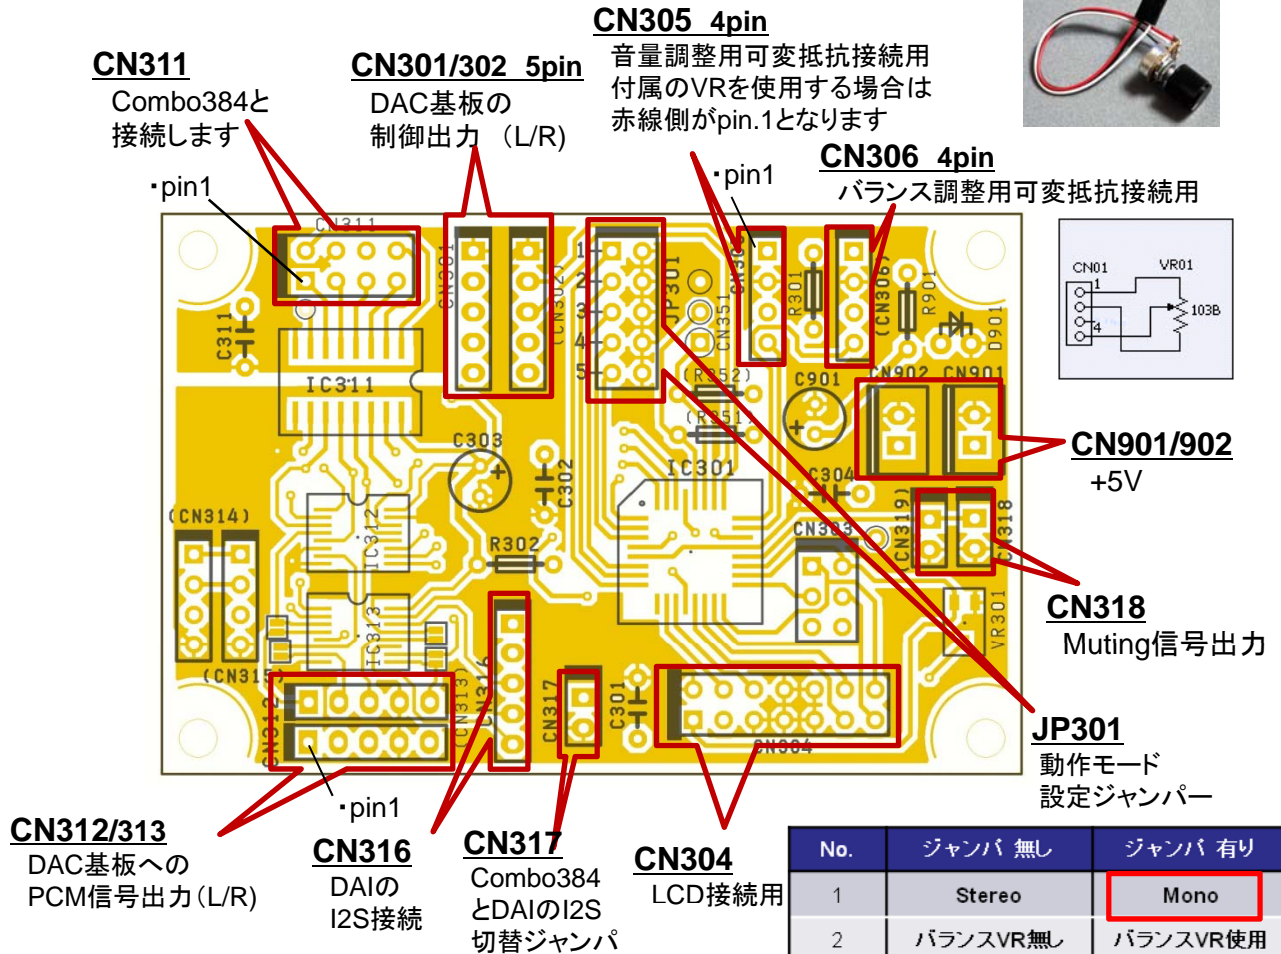 CN305 4pin
音量調整用可変抵抗接続用
付属のVRを使用する場合は
赤線側がpin.1となります
CN311
Combo384と
接続します
CN301/302 5pin
DAC基板の
制御出力 (L/R)
CN306 4pin
バランス調整用可変抵抗接続用
・pin1
・pin1
CN311
CN301
(CN302)
1
2
3
4
5
JP301
CN351
R301
(CN306)
R901
D901
C311
IC311
(R352)
(R351)
C901
CN902
CN901
CN01
VR01
1
4
103B
CN901/902
+5V
C303
C302
IC301
C304
CN303
(CN319)
CN318
(CN314)
IC312
R302
IC313
(CN315)
VR301
CN318
Muting信号出力
CN312
(CN313)
CN316
CN317
C301
CN304
JP301
動作モード
設定ジャンパー
・pin1
CN312/313
DAC基板への
PCM信号出力(L/R)
CN316
DAIの
I2S接続
CN317
Combo384
とDAIのI2S
切替ジャンパ
CN304
LCD接続用
No. ジャンパ 無し ジャンパ 有り
1 Stereo Mono
2 バランスVR無し バランスVR使用